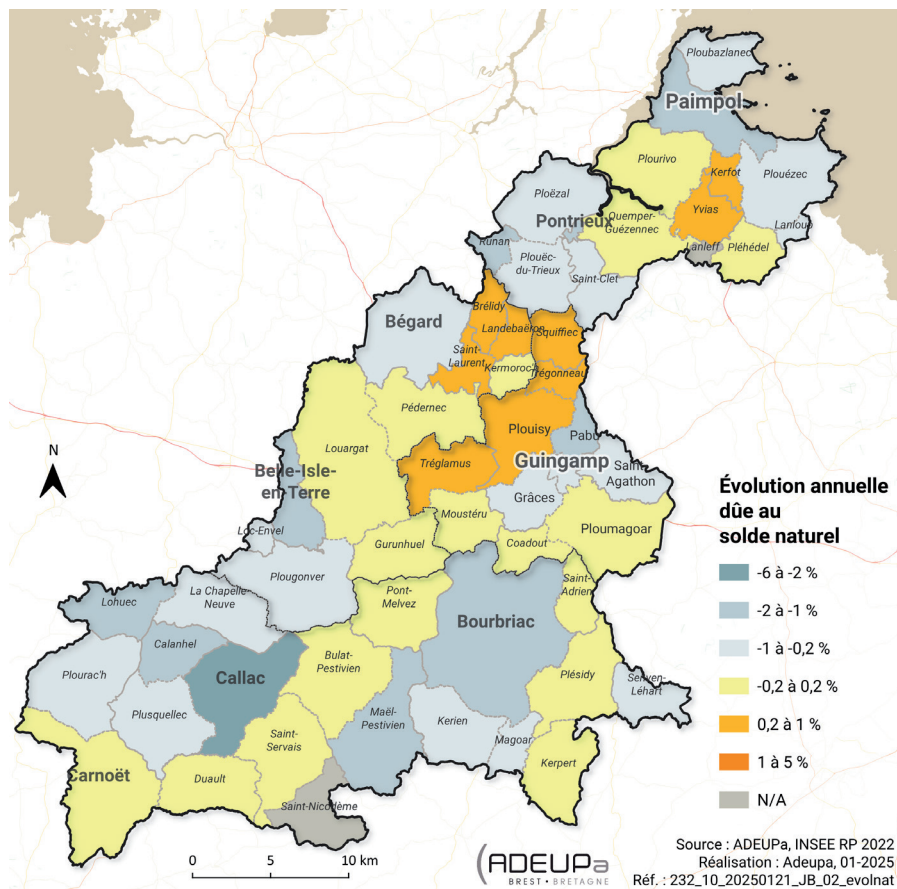 Ploubazlanec
Paimpol
Plourivo
Kerfot
Plouézec
Ploëzal
Yvias
Quemper-
Guézennec
Pontrieux
Lanloup
Lanleff
Pléhédel
Runan
Plouëc-
du-Trieux
Saint-Clet
Brélidy
Bégard
Landebaëron
Squiffiec
Saint-
Laurent
Kermoroc'h
Trégonneau
Pédernec
Plouisy
Pabu
Louargat
Tréglamus
Guingamp
Saint-
Agathon
Belle-Isle-
en-Terre
Grâces
Moustéru
Ploumagoar
Loc-Envel
Gurunhuel
Coadout
Plougonver
Saint-
Adrien
La Chapelle-
Neuve
Pont-
Melvez
Lohuec
Bourbriac
Calanhel
Bulat-
Pestivien
Callac
Plésidy
Plourac'h
Senven-
Léhart
Plusquellec
Maël-
Pestivien
Kerien
Saint-
Servais
Magoar
Carnoët
Duault
Kerpert
Saint-Nicodème
N
Évolution annuelle
dûe au
solde naturel
-6 à -2 %
-2 à -1 %
-1 à -0,2 %
-0,2 à 0,2 %
0,2 à 1 %
1 à 5 %
N/A
0 5 10 km
ADEUPa
BREST • BRETAGNE
Source : ADEUPa, INSEE RP 2022
Réalisation : Adeupa, 01-2025
Réf. : 232_10_20250121_JB_02_evolnat